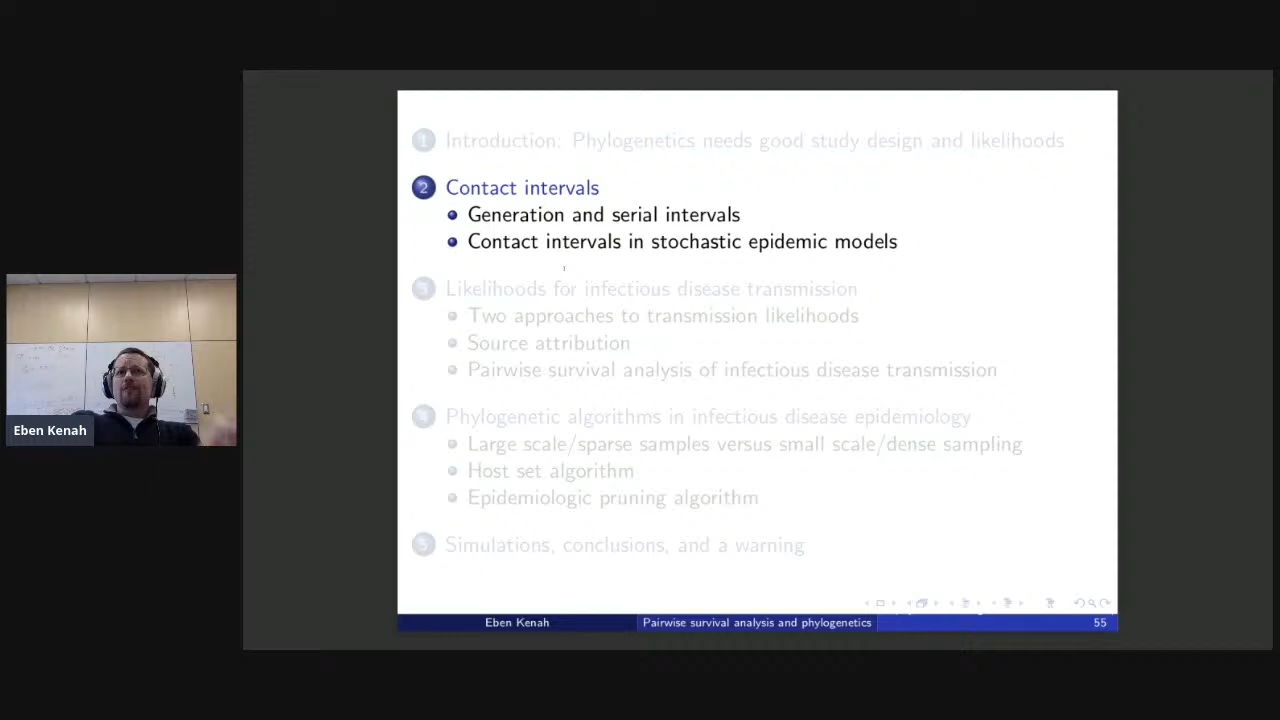 1 Introduction: Phylogenetics needs good study design and likelihoods
2 Contact intervals
Generation and serial intervals
Contact intervals in stochastic epidemic models
3 Likelihoods for infectious disease transmission
Two approaches to transmission likelihoods
Source attribution
Pairwise survival analysis of infectious disease transmission
4 Phylogenetic algorithms in infectious disease epidemiology
Large scale/sparse samples versus small scale/dense sampling
Host set algorithm
Epidemiologic pruning algorithm
5 Simulations, conclusions, and a warning
Eben Kenah
Eben Kenah
Pairwise survival analysis and phylogenetics
55